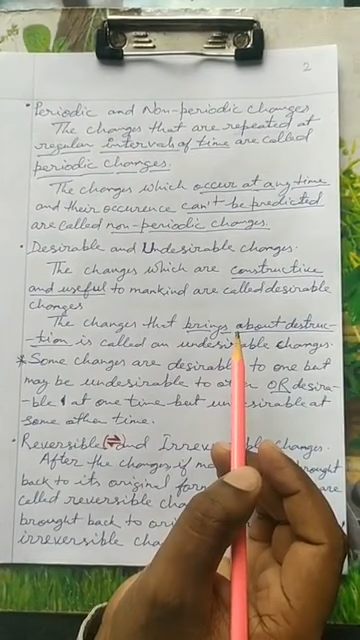 2
• Periodic and Non-periodic Changes
The changes that are repeated at
regular intervals of time are called
periodic changes.
The changes which occur at any time
and their occurence can't be predicted
are called non-periodic changes.
• Desirable and Undesirable changes.
The changes which are constructive
and useful to mankind are called desirable
changes
The changes that brings about destruc-
-tion is called an undesirable changes.
* Some changes are desirable to one but
may be undesirable to other OR desira-
-ble at one time but undesirable at
some other time.
• Reversible (⇌) and Irreversible changes.
After the changes if brought
back to its original form are
called reversible
brought back to
irreversible